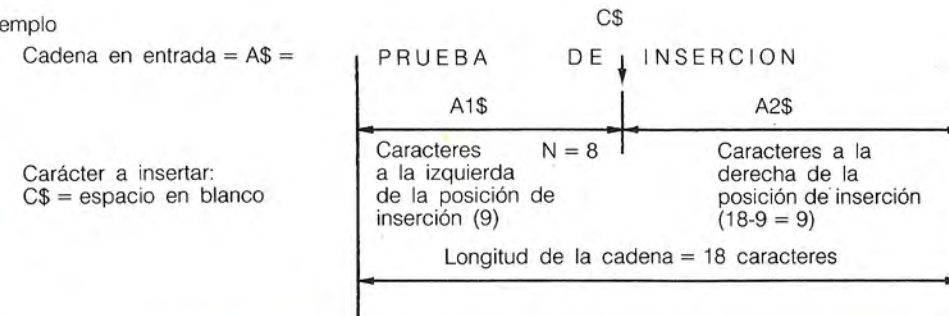 emplo
C$
Cadena en entrada = A$ = PRUEBA DE INSERCION
A1$ A2$
Caracteres N = 8
a la izquierda
de la posición de
inserción (9)
Caracteres a la
derecha de la
posición de inserción
(18-9 = 9)
Carácter a insertar:
C$ = espacio en blanco
Longitud de la cadena = 18 caracteres